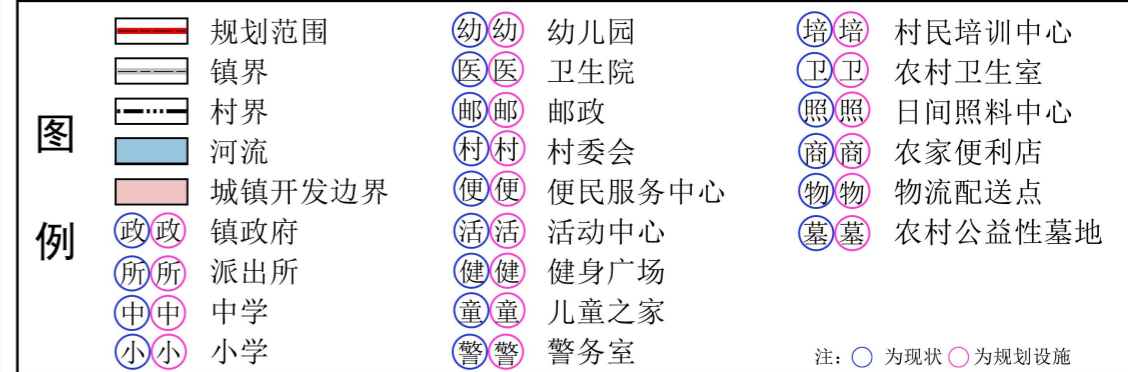 图例
规划范围
镇界
村界
河流
城镇开发边界
政政 镇政府
所所 派出所
中中 中学
小小 小学
幼幼 幼儿园
医医 卫生院
邮邮 邮政
村村 村委会
便便 便民服务中心
活活 活动中心
健健 健身广场
童童 儿童之家
警警 警务室
培培 村民培训中心
卫卫 农村卫生室
照照 日间照料中心
商商 农家便利店
物物 物流配送点
墓墓 农村公益性墓地
注: 为现状 为规划设施